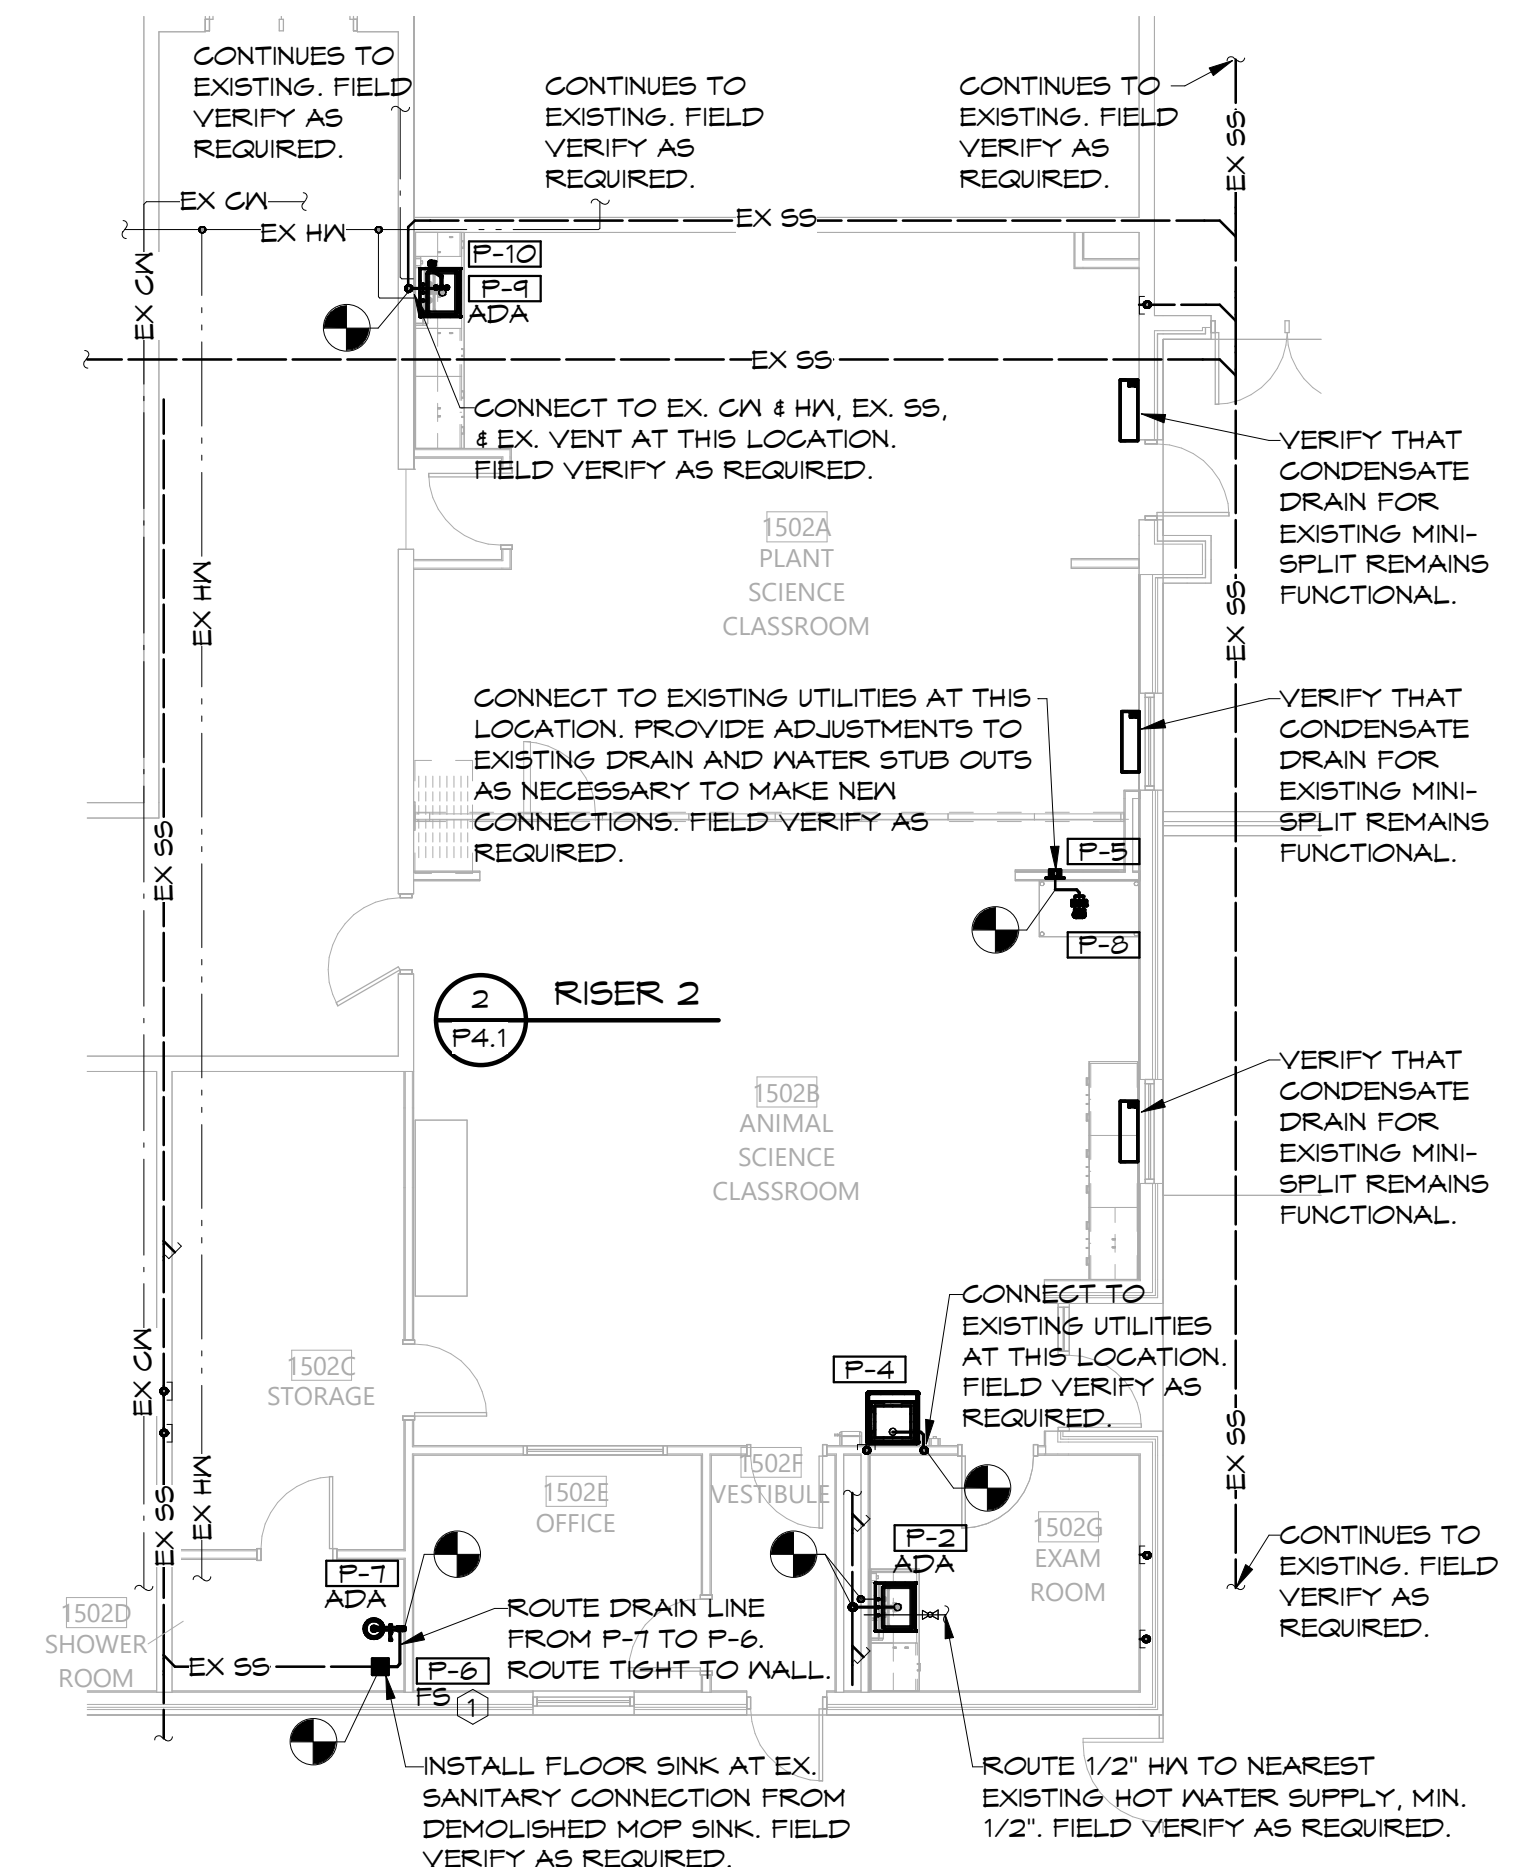 CONTINUES TO
EXISTING. FIELD
VERIFY AS
REQUIRED.
CONTINUES TO
EXISTING. FIELD
VERIFY AS
REQUIRED.
CONTINUES TO
EXISTING. FIELD
VERIFY AS
REQUIRED.
EX SS
EX CW
EX HW
EX SS
EX CW
P-10
P-9
ADA
EX SS
CONNECT TO EX. CW & HW, EX. SS,
& EX. VENT AT THIS LOCATION.
FIELD VERIFY AS REQUIRED.
VERIFY THAT
CONDENSATE
DRAIN FOR
EXISTING MINI-
SPLIT REMAINS
FUNCTIONAL.
1502A
PLANT
SCIENCE
CLASSROOM
EX HW
EX SS
CONNECT TO EXISTING UTILITIES AT THIS
LOCATION. PROVIDE ADJUSTMENTS TO
EXISTING DRAIN AND WATER STUB OUTS
AS NECESSARY TO MAKE NEW
CONNECTIONS. FIELD VERIFY AS
REQUIRED.
VERIFY THAT
CONDENSATE
DRAIN FOR
EXISTING MINI-
SPLIT REMAINS
FUNCTIONAL.
EX SS
P-5
P-8
2
P4.1
RISER 2
1502B
ANIMAL
SCIENCE
CLASSROOM
VERIFY THAT
CONDENSATE
DRAIN FOR
EXISTING MINI-
SPLIT REMAINS
FUNCTIONAL.
CONNECT TO
EXISTING UTILITIES
AT THIS LOCATION.
FIELD VERIFY AS
REQUIRED.
EX CW
1502C
STORAGE
P-4
EX SS
EX HW
EX SS
1502E
OFFICE
1502F
VESTIBULE
P-2
ADA
1502G
EXAM
ROOM
CONTINUES TO
EXISTING. FIELD
VERIFY AS
REQUIRED.
P-7
ADA
1502D
SHOWER
ROOM
ROUTE DRAIN LINE
FROM P-7 TO P-6.
ROUTE TIGHT TO WALL.
EX SS
P-6
FS
1
INSTALL FLOOR SINK AT EX.
SANITARY CONNECTION FROM
DEMOLISHED MOP SINK. FIELD
VERIFY AS REQUIRED.
ROUTE 1/2" HW TO NEAREST
EXISTING HOT WATER SUPPLY, MIN.
1/2". FIELD VERIFY AS REQUIRED.